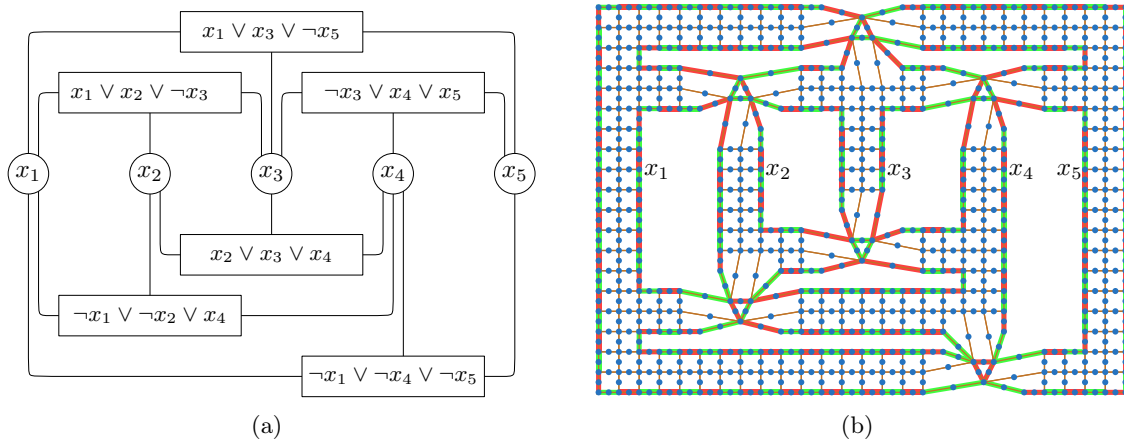 x₁ ∨ x₃ ∨ ¬x₅
x₁ ∨ x₂ ∨ ¬x₃
¬x₃ ∨ x₄ ∨ x₅
x₁ x₂ x₃ x₄ x₅
x₂ ∨ x₃ ∨ x₄
¬x₁ ∨ ¬x₂ ∨ x₄
¬x₁ ∨ ¬x₄ ∨ ¬x₅
(a)
x₁ x₂ x₃ x₄ x₅
(b)